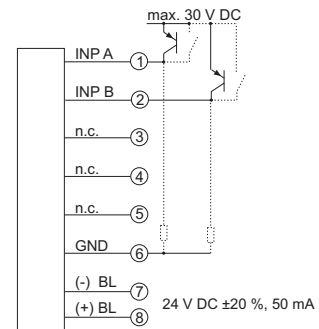 max. 30 V DC
INP A 1
INP B 2
n.c. 3
n.c. 4
n.c. 5
GND 6
(-) BL 7
(+) BL 8
24 V DC ±20 %, 50 mA